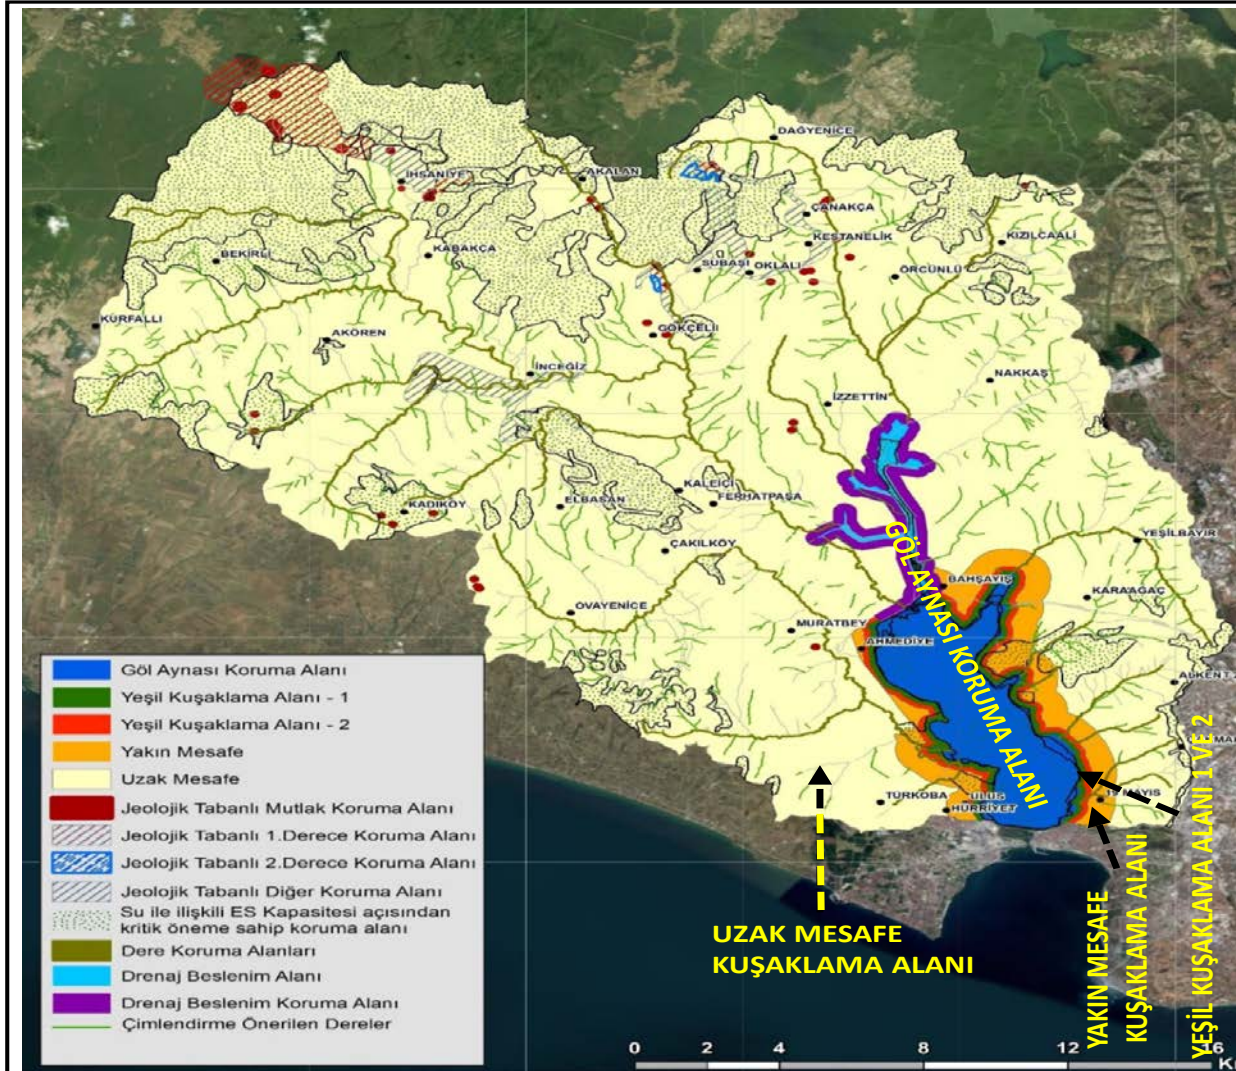 DAĞYENİCE
İHSANİYE
AKALAN
ÇANAKÇA
KABAKÇA
KESTANELİK
KIZILCAALİ
BEKİRLİ
SUBAŞI
OKLALI
ÖRCÜNLÜ
KURFALLI
AKÖREN
GÖKÇELİ
İNCEĞİZ
NAKKAŞ
İZZETTİN
KALEİÇİ
ELBASAN
FERHATPAŞA
KADIKÖY
ÇAKILKÖY
YEŞİLBAYIR
BAHŞAYIŞ
KARAAĞAÇ
OVAYENİCE
MURATBEY
AHMEDİYE
GÖL AYNASI KORUMA ALANI
TÜRKOBA
ULUS
HÜRRİYET
19 MAYIS
Göl Aynası Koruma Alanı
Yeşil Kuşaklama Alanı - 1
Yeşil Kuşaklama Alanı - 2
Yakın Mesafe
Uzak Mesafe
Jeolojik Tabanlı Mutlak Koruma Alanı
Jeolojik Tabanlı 1.Derece Koruma Alanı
Jeolojik Tabanlı 2.Derece Koruma Alanı
Jeolojik Tabanlı Diğer Koruma Alanı
Su ile ilişkili ES Kapasitesi açısından
kritik öneme sahip koruma alanı
Dere Koruma Alanları
Drenaj Beslenim Alanı
Drenaj Beslenim Koruma Alanı
Çimlendirme Önerilen Dereler
UZAK MESAFE
KUŞAKLAMA ALANI
YAKIN MESAFE
KUŞAKLAMA ALANI
YEŞİL KUŞAKLAMA ALANI 1 VE 2
0 2 4 8 12 16